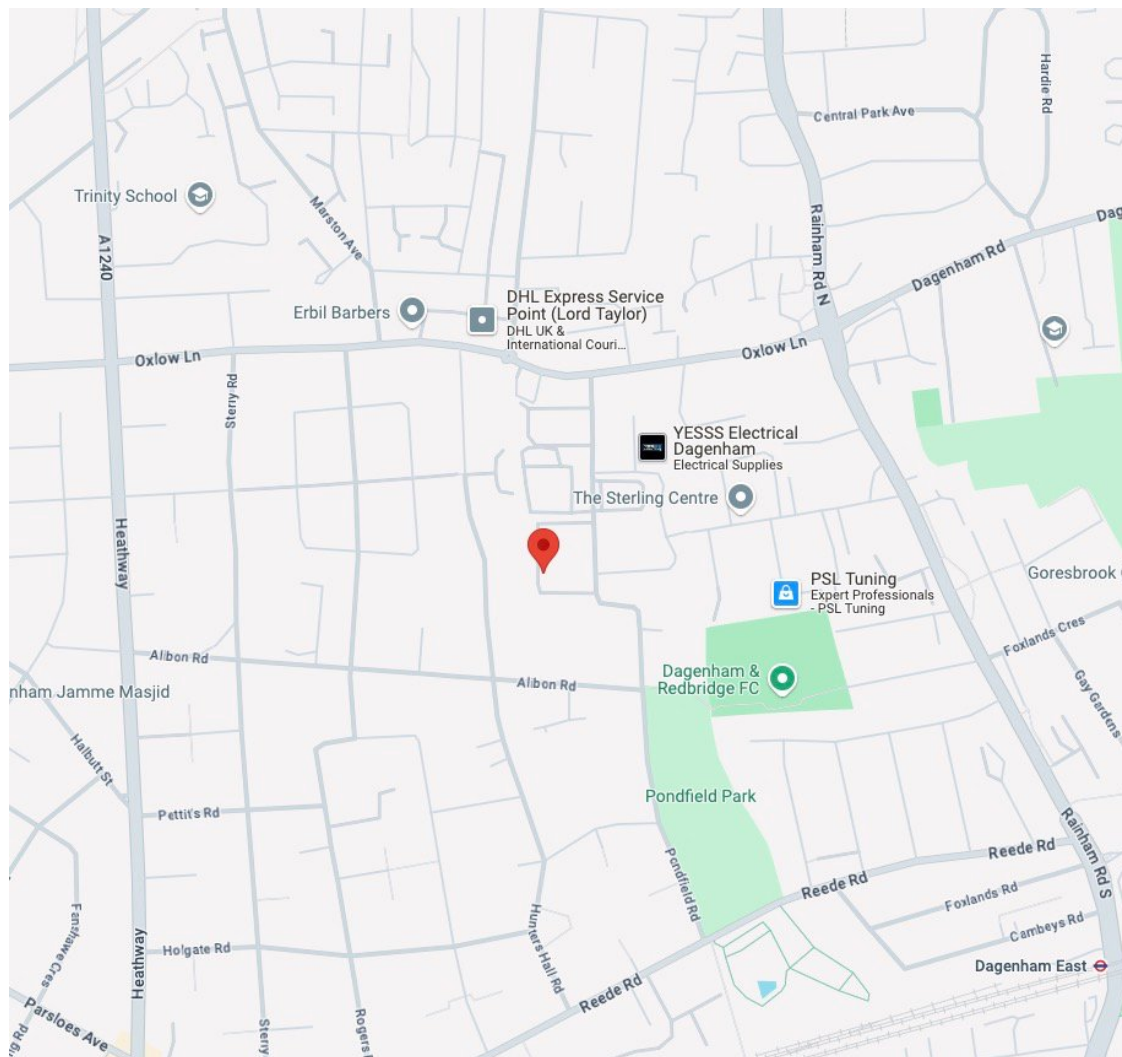 Hardie Rd
Central Park Ave
Trinity School
Marston Ave
A1240
Rainham Rd N
Dagenham Rd
Dag
DHL Express Service
Point (Lord Taylor)
DHL UK &
International Couri...
Erbil Barbers
Oxlow Ln
Oxlow Ln
Sterry Rd
YESSS Electrical
Dagenham
Electrical Supplies
The Sterling Centre
Heathway
PSL Tuning
Expert Professionals
- PSL Tuning
Goresbrook
Foxlands Cres
Alibon Rd
Alibon Rd
Dagenham &
Redbridge FC
nham Jamme Masjid
Gay Gardens
Halbutt St
Pondfield Park
Pettit's Rd
Rainham Rd S
Reede Rd
Reede Rd
Pondfield Rd
Foxlands Rd
Fanshawe Cres
Hunters Hall Rd
Cambeys Rd
Holgate Rd
Heathway
Dagenham East
Reede Rd
Parsloes Ave
ig Rd
Sterry
Rogers